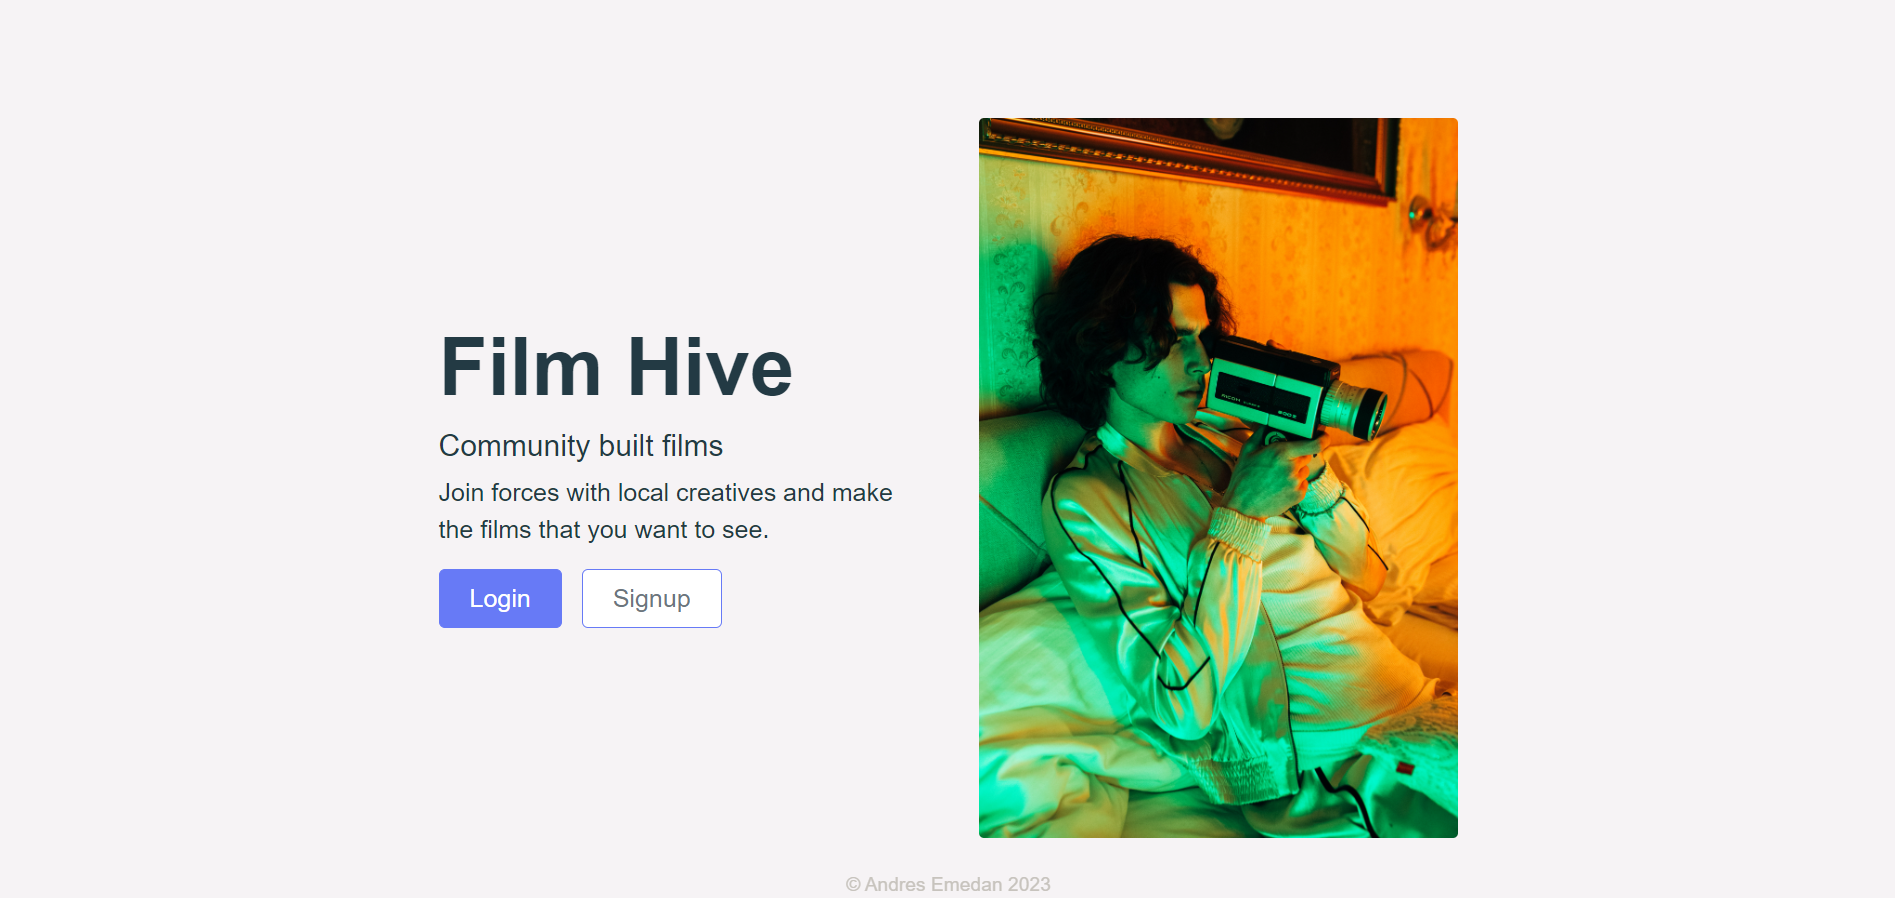 Film Hive
Community built films
Join forces with local creatives and make
the films that you want to see.
Login
Signup
RICOH
© Andres Emedan 2023